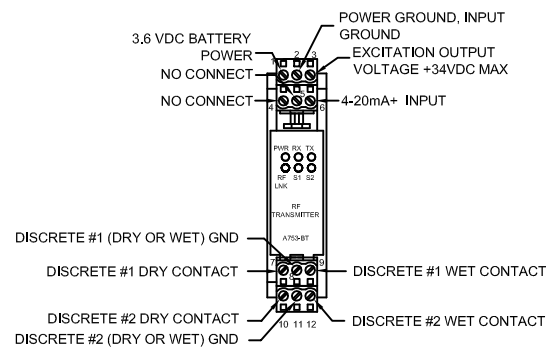 POWER GROUND, INPUT
GROUND
3.6 VDC BATTERY
POWER
1 2 3
EXCITATION OUTPUT
VOLTAGE +34VDC MAX
NO CONNECT
NO CONNECT
4 5 6
4-20mA+ INPUT
PWR RX TX
RF S1 S2
LNK
RF
TRANSMITTER
A753-BT
DISCRETE #1 (DRY OR WET) GND
7 8 9
DISCRETE #1 DRY CONTACT
DISCRETE #1 WET CONTACT
DISCRETE #2 DRY CONTACT
DISCRETE #2 WET CONTACT
10 11 12
DISCRETE #2 (DRY OR WET) GND